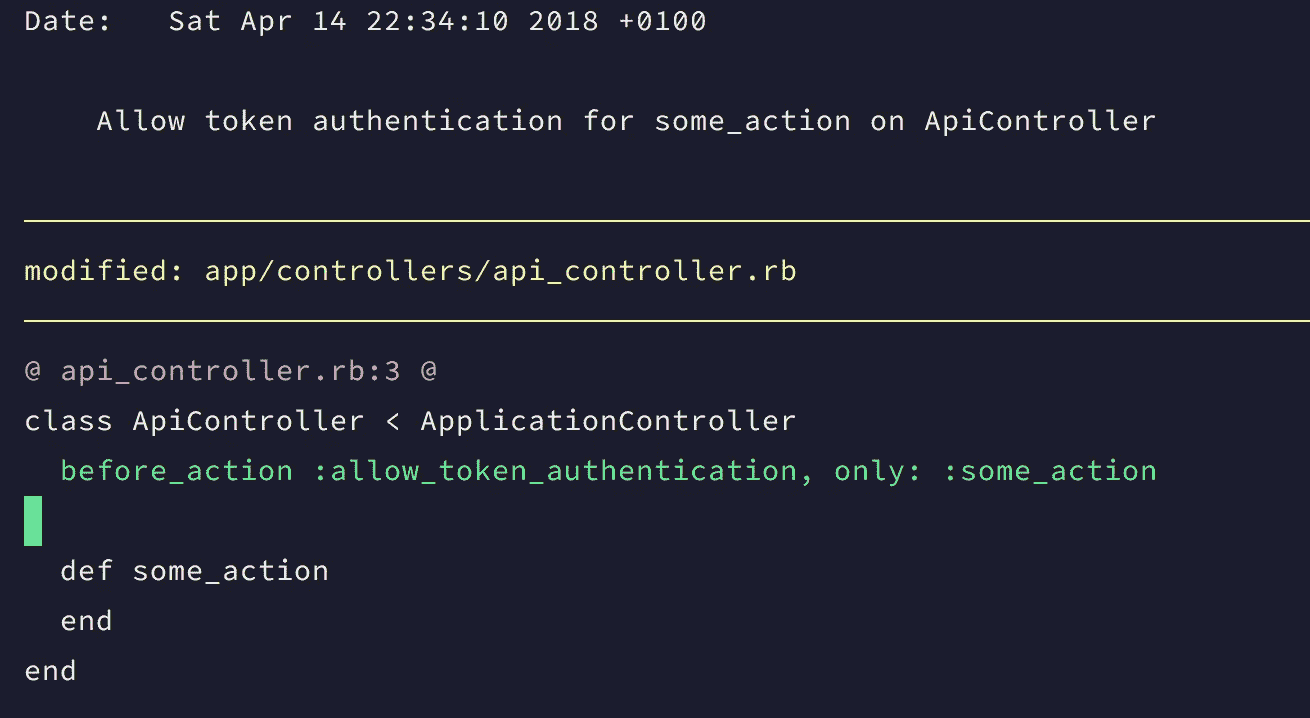 Date:   Sat Apr 14 22:34:10 2018 +0100
    Allow token authentication for some_action on ApiController
modified: app/controllers/api_controller.rb
@ api_controller.rb:3 @
class ApiController < ApplicationController
  before_action :allow_token_authentication, only: :some_action
  def some_action
  end
end